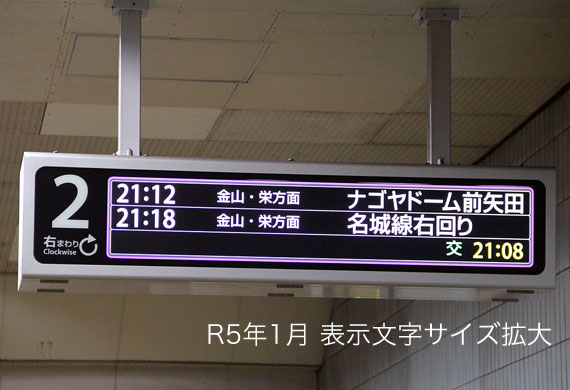 2
右まわり
Clockwise
21:12 金山・栄方面 ナゴヤドーム前矢田
21:18 金山・栄方面 名城線右回り
交 21:08
R5年1月 表示文字サイズ拡大